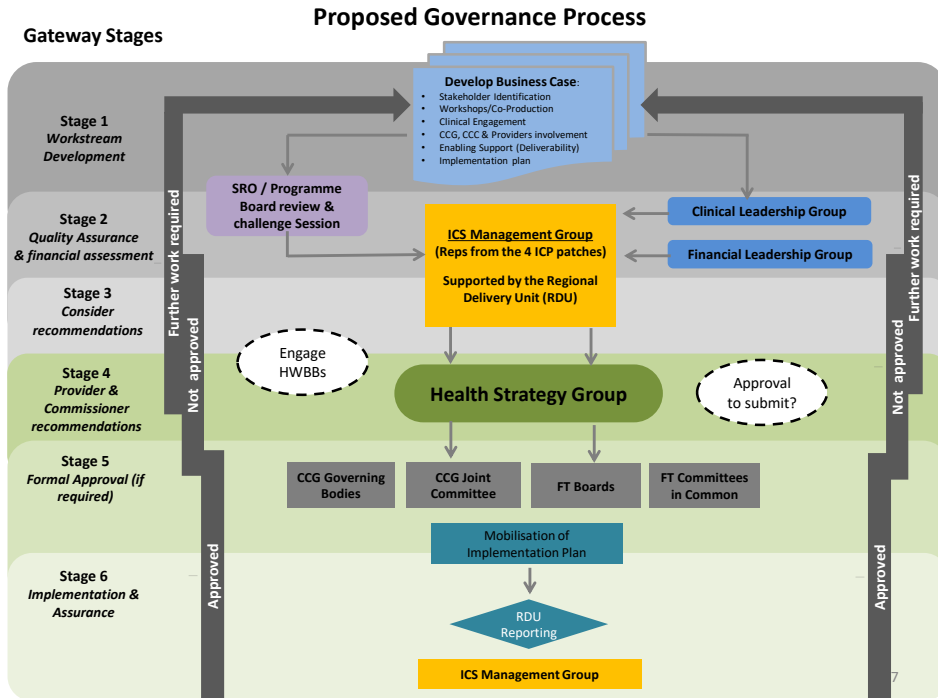 Proposed Governance Process
Gateway Stages
Stage 1
Workstream
Development
Develop Business Case:
• Stakeholder Identification
• Workshops/Co-Production
• Clinical Engagement
• CCG, CCC & Providers involvement
• Enabling Support (Deliverability)
• Implementation plan
Further work required
Further work required
SRO / Programme
Board review &
challenge Session
Stage 2
Quality Assurance
& financial assessment
ICS Management Group
(Reps from the 4 ICP patches)
Supported by the Regional
Delivery Unit (RDU)
Clinical Leadership Group
Financial Leadership Group
Stage 3
Consider
recommendations
Not approved
Not approved
Engage
HWBBs
Stage 4
Provider &
Commissioner
recommendations
Health Strategy Group
Approval
to submit?
Stage 5
Formal Approval (if
required)
CCG Governing
Bodies
CCG Joint
Committee
FT Boards
FT Committees
in Common
Mobilisation of
Implementation Plan
Stage 6
Implementation &
Assurance
Approved
Approved
RDU
Reporting
ICS Management Group
7